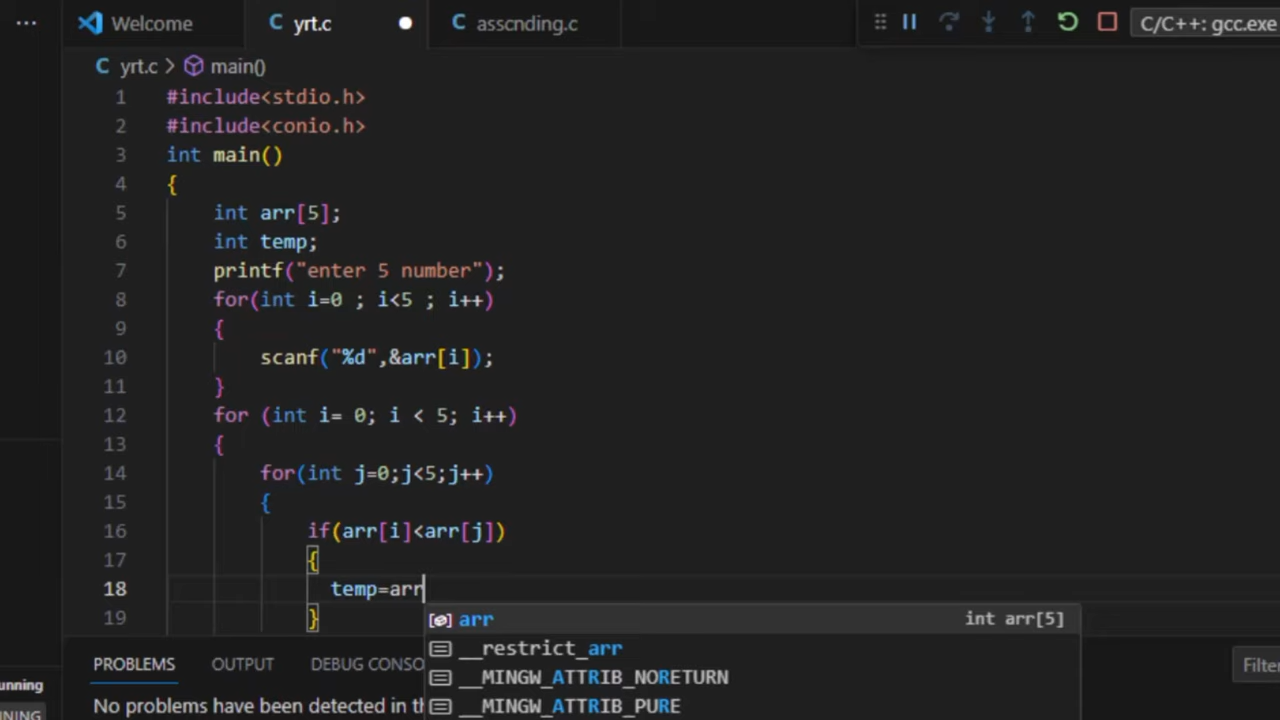 ... Welcome C yrt.c C asscnding.c C/C++: gcc.exe
C yrt.c > main()
1 #include<stdio.h>
2 #include<conio.h>
3 int main()
4 {
5 int arr[5];
6 int temp;
7 printf("enter 5 number");
8 for(int i=0 ; i<5 ; i++)
9 {
10 scanf("%d",&arr[i]);
11 }
12 for (int i= 0; i < 5; i++)
13 {
14 for(int j=0;j<5;j++)
15 {
16 if(arr[i]<arr[j])
17 {
18 temp=arr
19 }
arr int arr[5]
__restrict_arr
__MINGW_ATTRIB_NORETURN
__MINGW_ATTRIB_PURE
PROBLEMS OUTPUT DEBUG CONSO Filter
unning
No problems have been detected in th
NNING